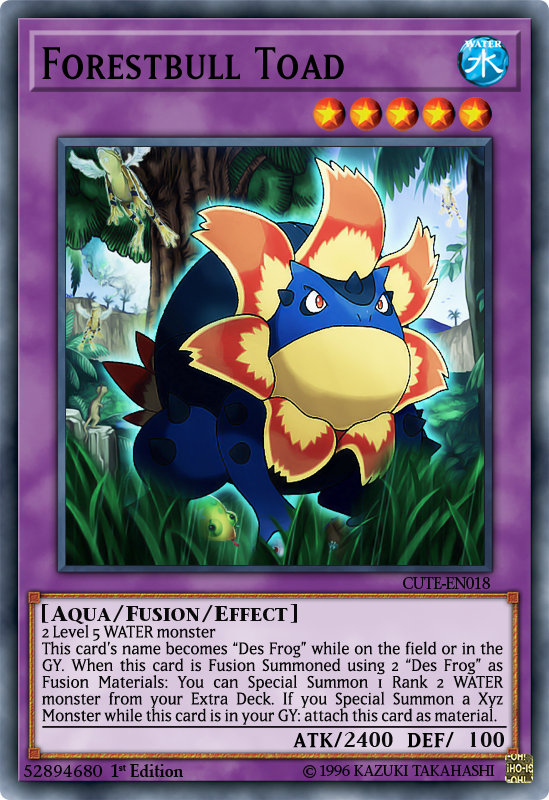 FORESTBULL TOAD
WATER
水
CUTE-EN018
[AQUA/FUSION/EFFECT]
2 Level 5 WATER monster
This card's name becomes “Des Frog” while on the field or in the
GY. When this card is Fusion Summoned using 2 “Des Frog” as
Fusion Materials: You can Special Summon 1 Rank 2 WATER
monster from your Extra Deck. If you Special Summon a Xyz
Monster while this card is in your GY: attach this card as material.
ATK/2400 DEF/ 100
52894680 1st Edition
©1996 KAZUKI TAKAHASHI